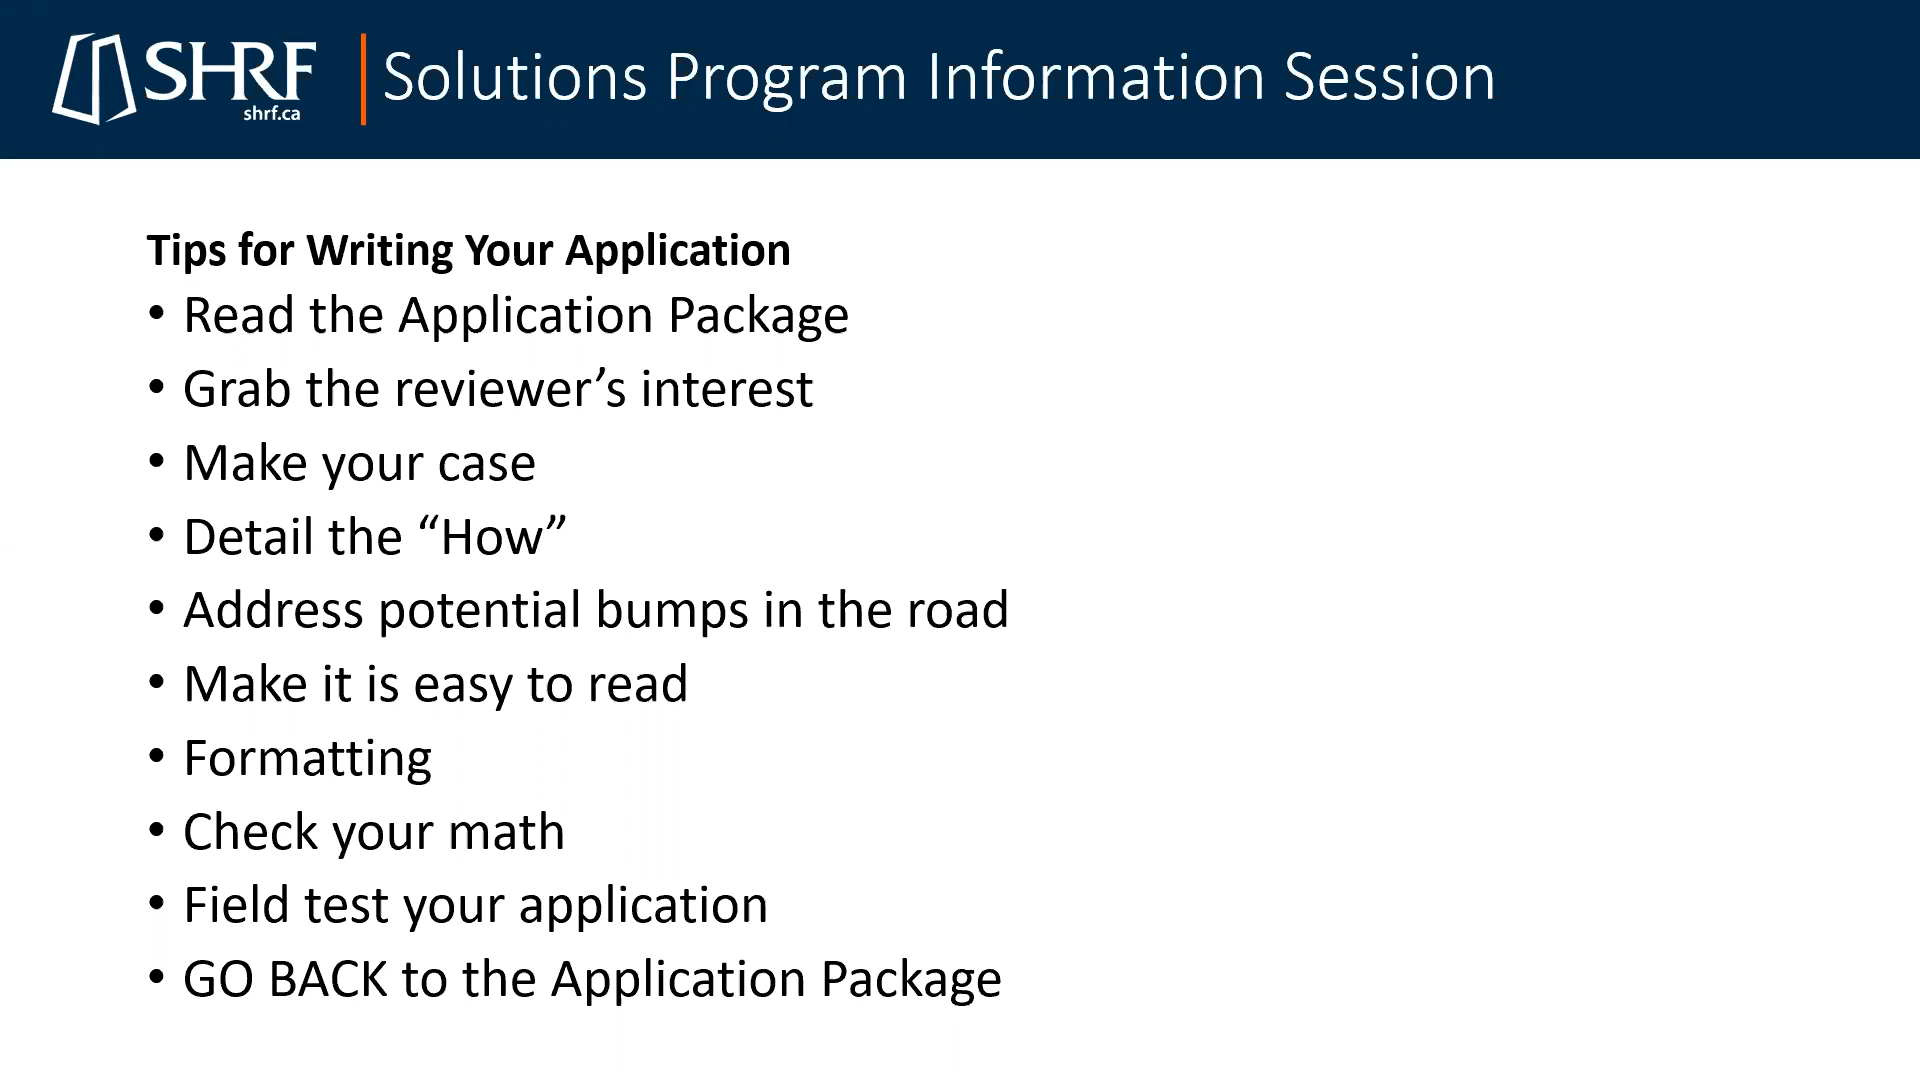 SHRF
shrf.ca
Solutions Program Information Session
Tips for Writing Your Application
• Read the Application Package
• Grab the reviewer’s interest
• Make your case
• Detail the “How”
• Address potential bumps in the road
• Make it is easy to read
• Formatting
• Check your math
• Field test your application
• GO BACK to the Application Package